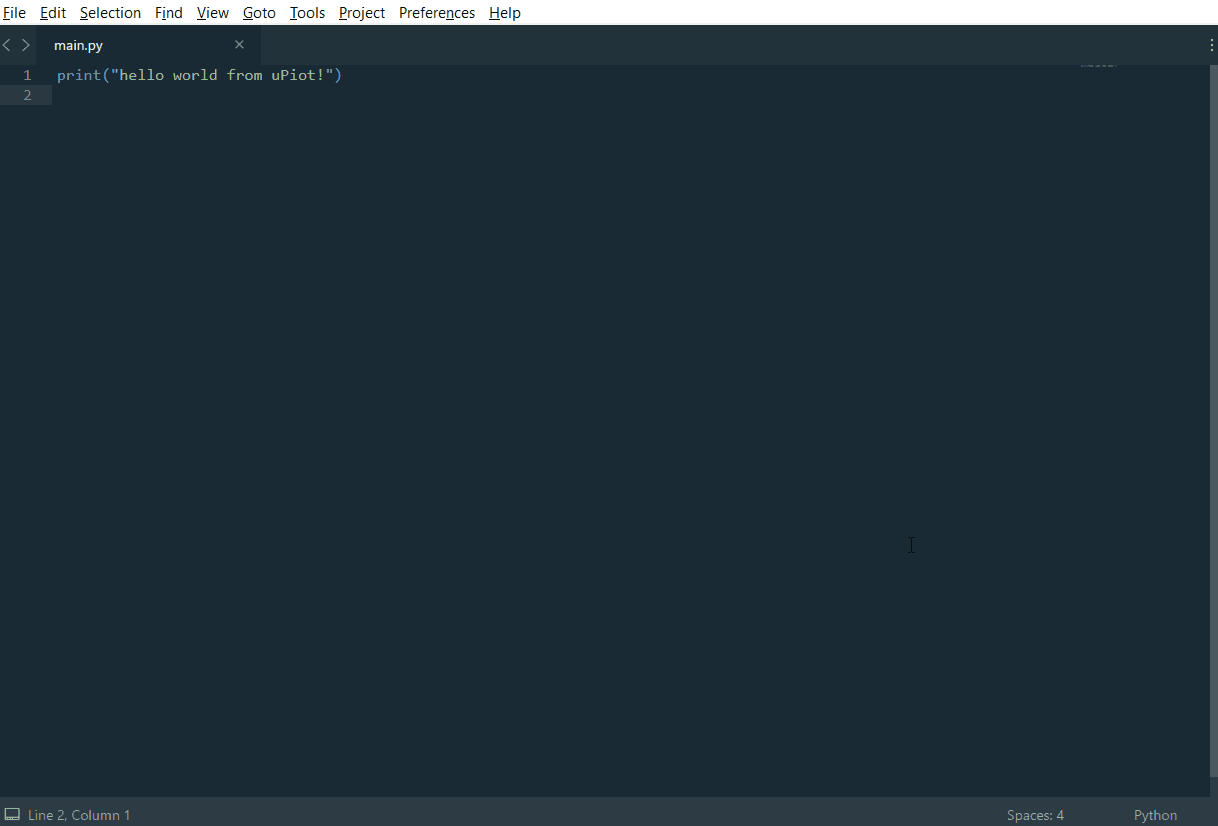 File Edit Selection Find View Goto Tools Project Preferences Help
main.py
1 print("hello world from uPiot!")
2
Line 2, Column 1 Spaces: 4 Python